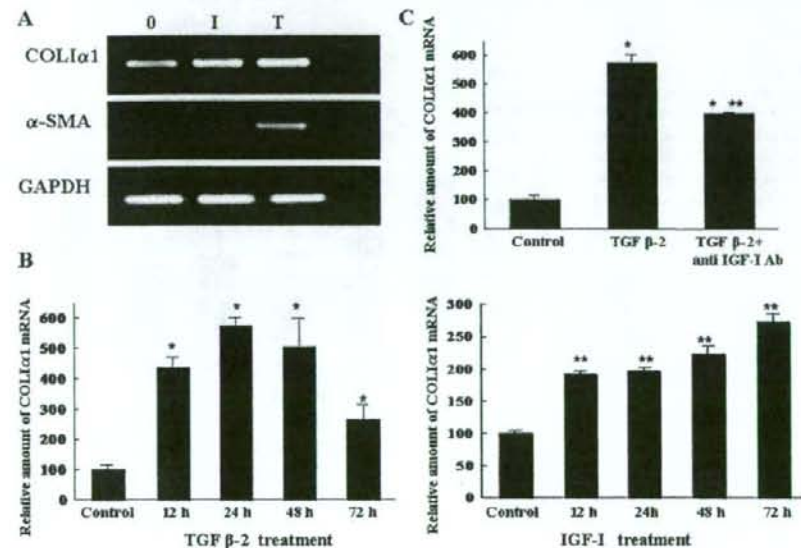 A
0 I T
COLIα1
α-SMA
GAPDH
C
Relative amount of COLIα1 mRNA
600
500
400
300
200
100
0
*
* **
Control TGF β-2 TGF β-2+
anti IGF-I Ab
B
Relative amount of COLIα1 mRNA
600
500
400
300
200
100
0
*
*
*
*
Control 12 h 24 h 48 h 72 h
TGF β-2 treatment
Relative amount of COLIα1 mRNA
300
250
200
150
100
50
0
**
**
**
**
Control 12 h 24h 48 h 72 h
IGF-I treatment